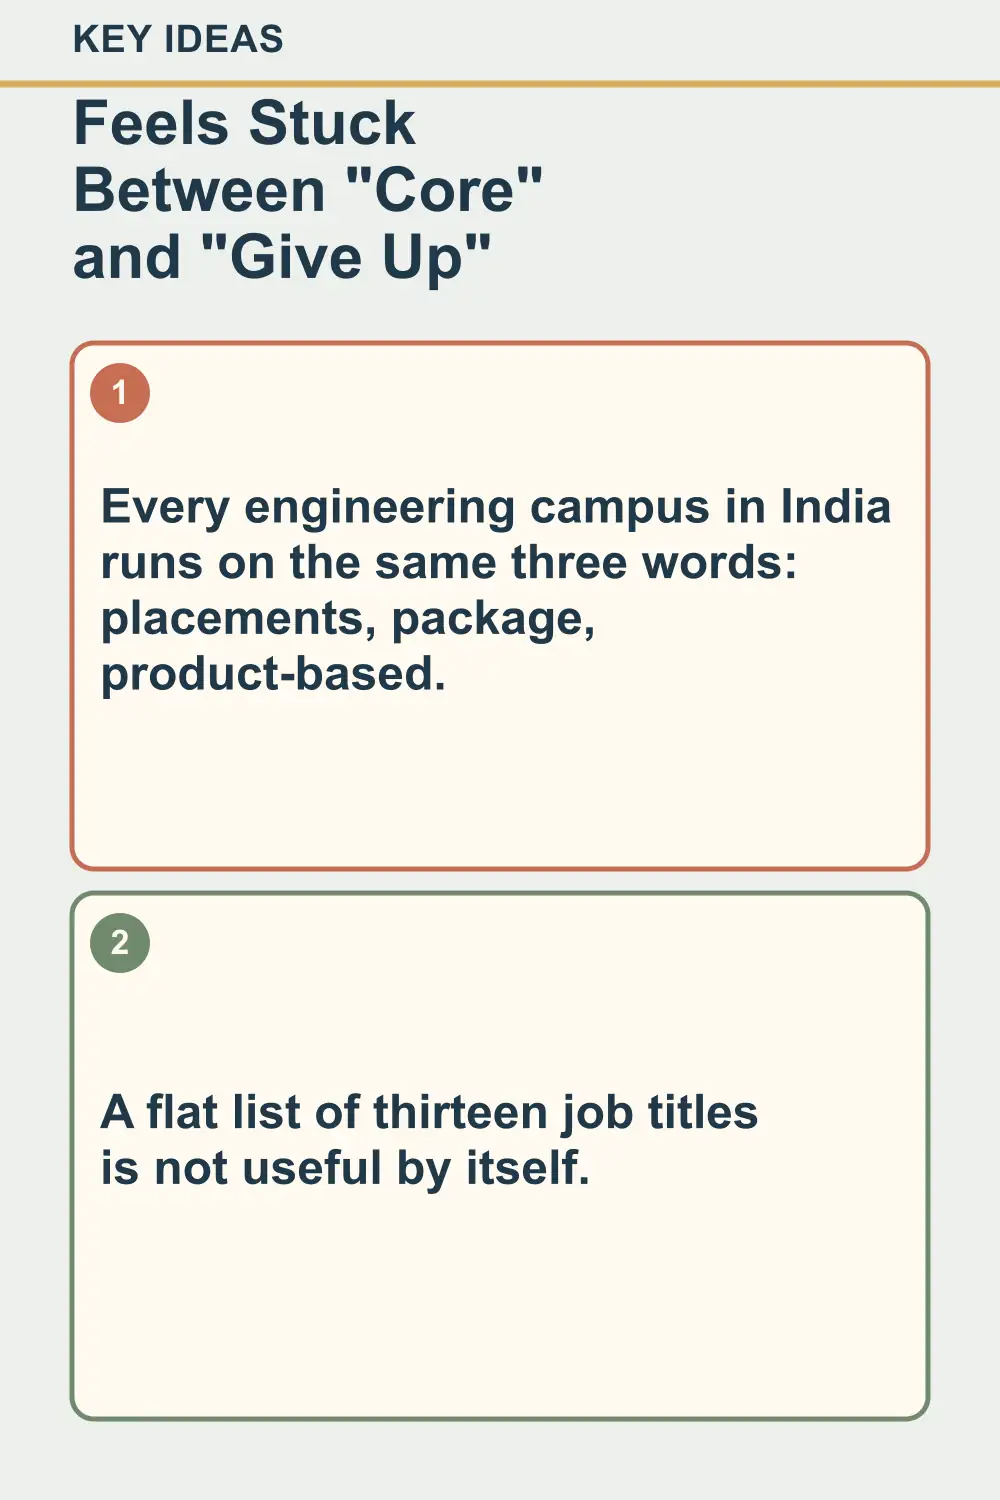 KEY IDEAS
Feels Stuck
Between "Core"
and "Give Up"
1
Every engineering campus in India
runs on the same three words:
placements, package,
product-based.
2
A flat list of thirteen job titles
is not useful by itself.